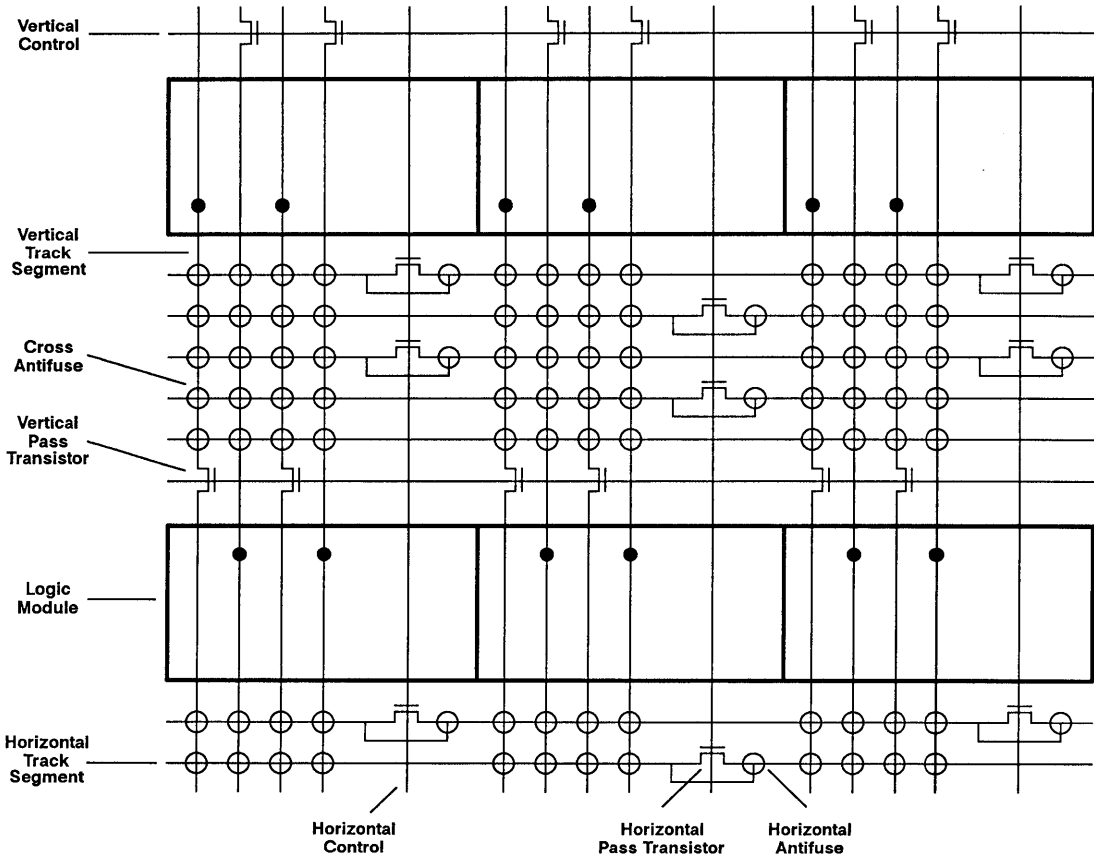 Vertical
Control
Vertical
Track
Segment
Cross
Antifuse
Vertical
Pass
Transistor
Logic
Module
Horizontal
Track
Segment
Horizontal
Control
Horizontal
Pass Transistor
Horizontal
Antifuse